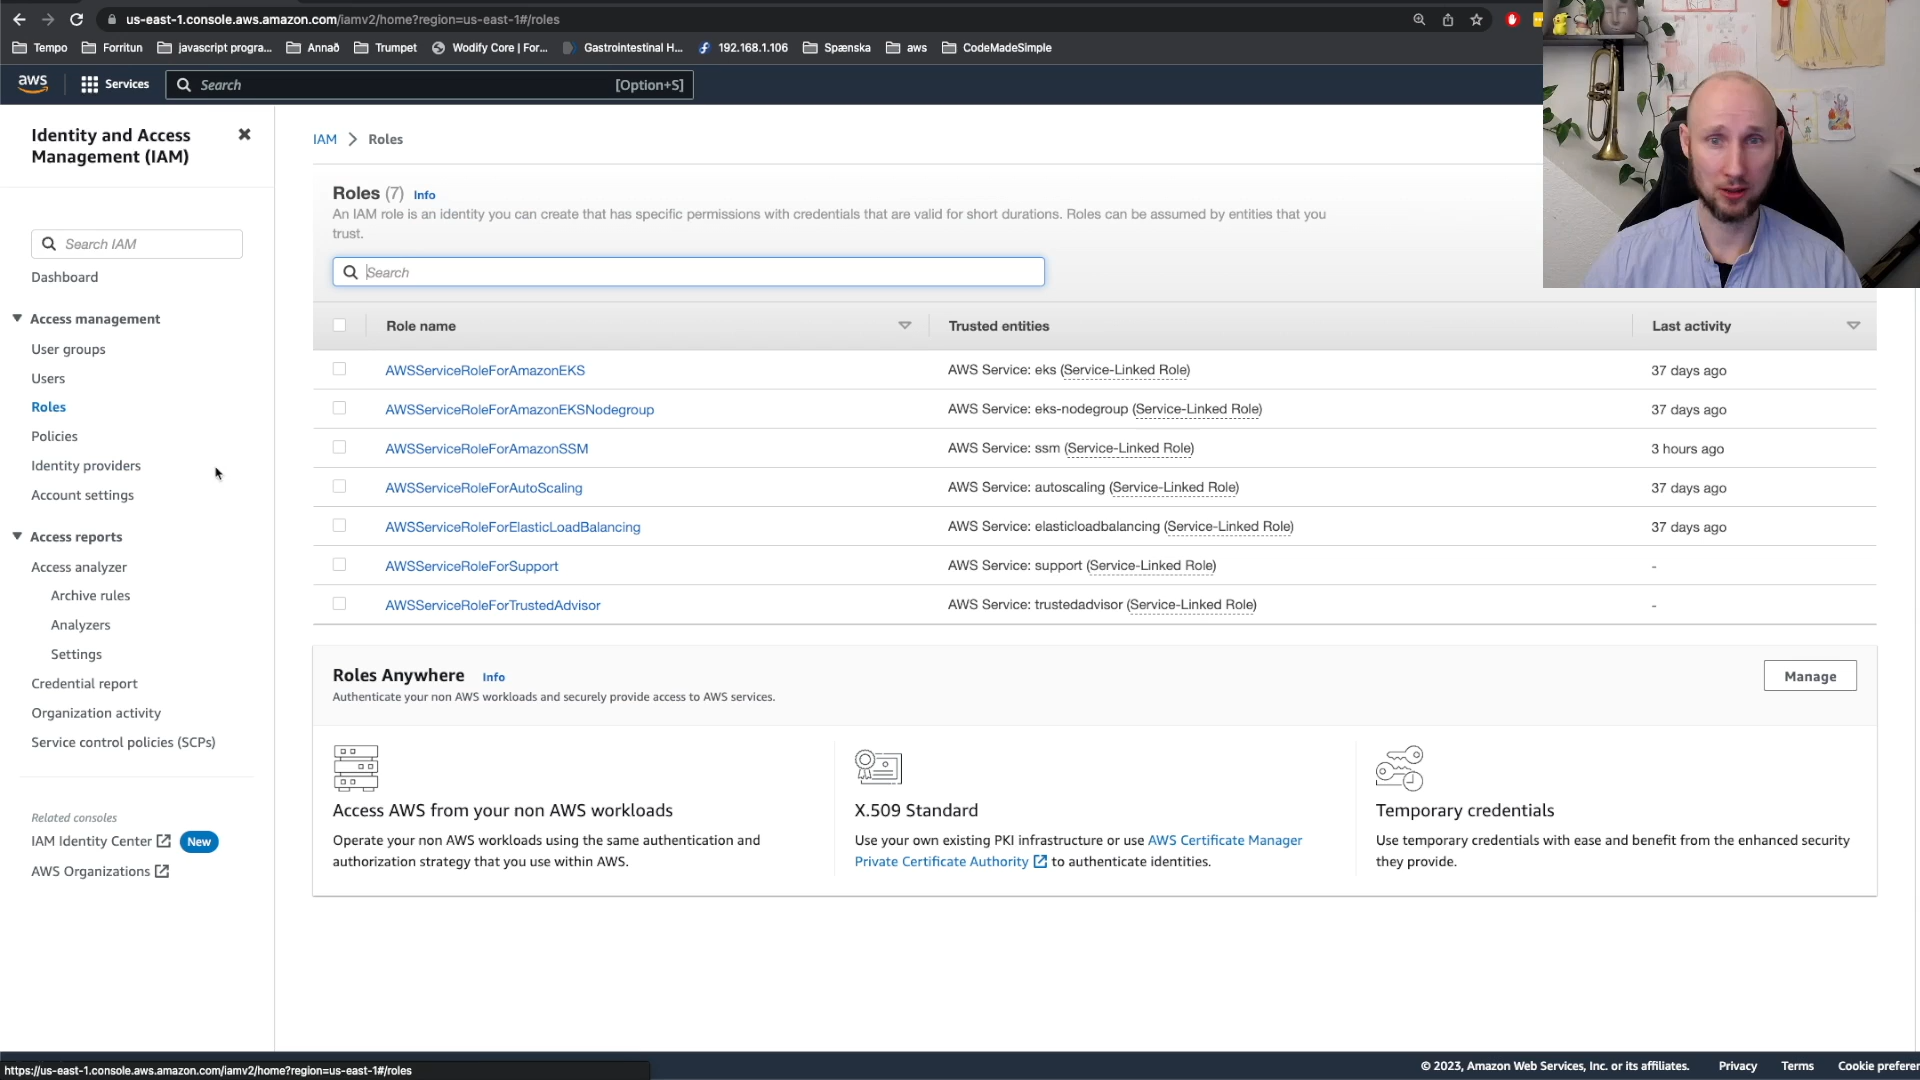 us-east-1.console.aws.amazon.com/iamv2/home?region=us-east-1#/roles
Tempo
Forritun
javascript progra...
Annað
Trumpet
Wodify Core | For...
Gastrointestinal H...
192.168.1.106
Spænska
aws
CodeMadeSimple
aws
Services
Search
[Option+S]
Identity and Access
Management (IAM)
Search IAM
Dashboard
Access management
User groups
Users
Roles
Policies
Identity providers
Account settings
Access reports
Access analyzer
Archive rules
Analyzers
Settings
Credential report
Organization activity
Service control policies (SCPs)
Related consoles
IAM Identity Center New
AWS Organizations
IAM > Roles
Roles (7) Info
An IAM role is an identity you can create that has specific permissions with credentials that are valid for short durations. Roles can be assumed by entities that you
trust.
Search
Role name Trusted entities Last activity
AWSServiceRoleForAmazonEKS AWS Service: eks (Service-Linked Role) 37 days ago
AWSServiceRoleForAmazonEKSNodegroup AWS Service: eks-nodegroup (Service-Linked Role) 37 days ago
AWSServiceRoleForAmazonSSM AWS Service: ssm (Service-Linked Role) 3 hours ago
AWSServiceRoleForAutoScaling AWS Service: autoscaling (Service-Linked Role) 37 days ago
AWSServiceRoleForElasticLoadBalancing AWS Service: elasticloadbalancing (Service-Linked Role) 37 days ago
AWSServiceRoleForSupport AWS Service: support (Service-Linked Role) -
AWSServiceRoleForTrustedAdvisor AWS Service: trustedadvisor (Service-Linked Role) -
Roles Anywhere Info
Authenticate your non AWS workloads and securely provide access to AWS services.
Manage
Access AWS from your non AWS workloads
Operate your non AWS workloads using the same authentication and
authorization strategy that you use within AWS.
X.509 Standard
Use your own existing PKI infrastructure or use AWS Certificate Manager
Private Certificate Authority to authenticate identities.
Temporary credentials
Use temporary credentials with ease and benefit from the enhanced security
they provide.
https://us-east-1.console.aws.amazon.com/iamv2/home?region=us-east-1#/roles
© 2023, Amazon Web Services, Inc. or its affiliates.
Privacy
Terms
Cookie preferen